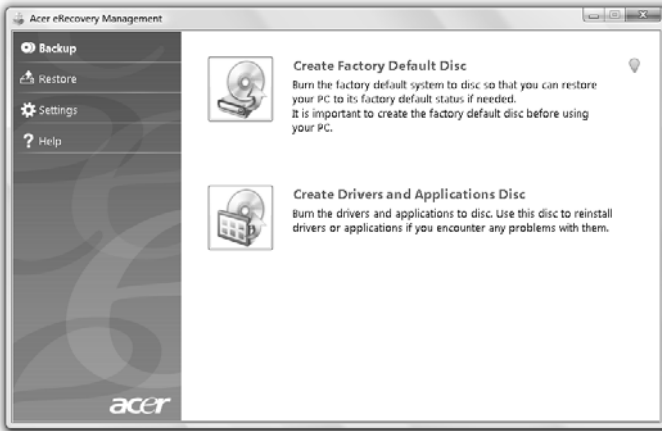 Acer eRecovery Management
Backup
Restore
Settings
Help
Create Factory Default Disc
Burn the factory default system to disc so that you can restore
your PC to its factory default status if needed.
It is important to create the factory default disc before using
your PC.
Create Drivers and Applications Disc
Burn the drivers and applications to disc. Use this disc to reinstall
drivers or applications if you encounter any problems with them.
acer